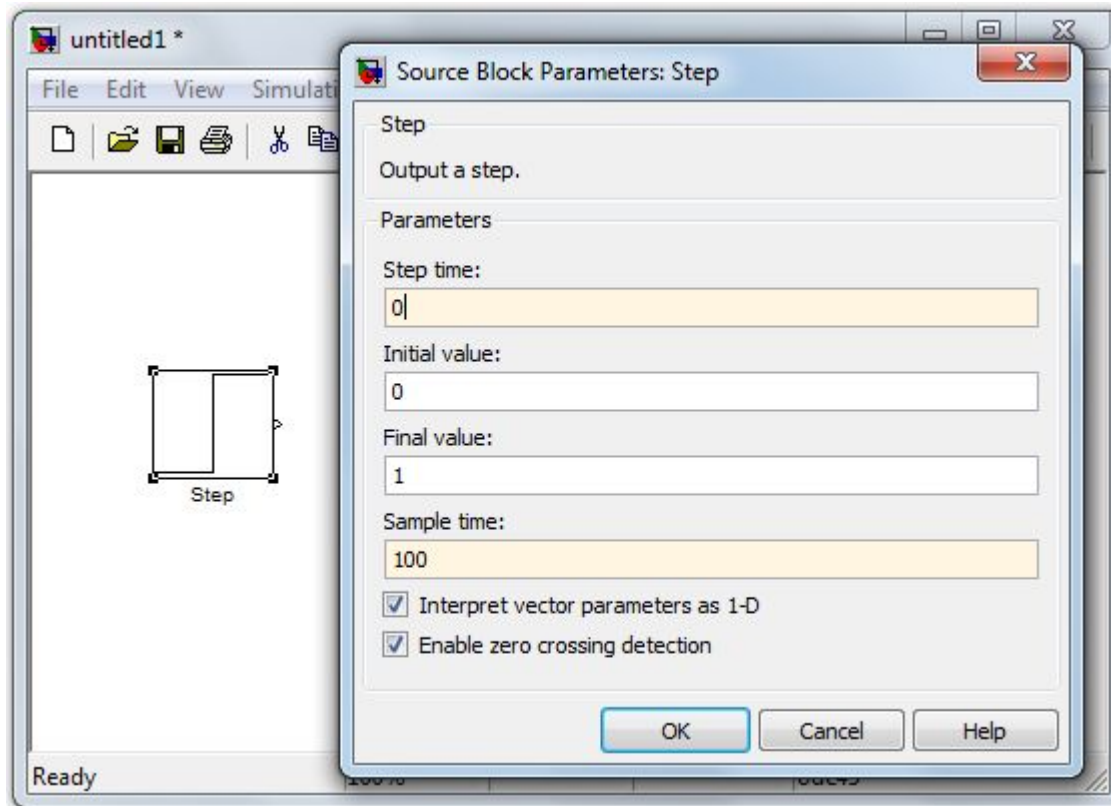 untitled1 *
File Edit View
Source Block Parameters: Step
Step
Output a step.
Parameters
Step time:
0
Initial value:
0
Final value:
1
Sample time:
100
Interpret vector parameters as 1-D
Enable zero crossing detection
OK Cancel Help
Step
Ready